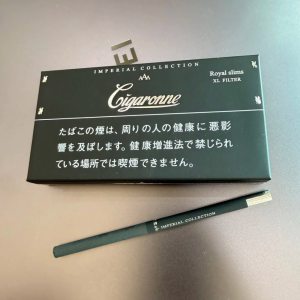 IMPERIAL COLLECTION
Royal slims
XL FILTER
Cigaronne
たばこの煙は、周りの人の健康に悪影
響を及ぼします。健康増進法で禁じられ
ている場所では喫煙できません。
IMPERIAL COLLECTION